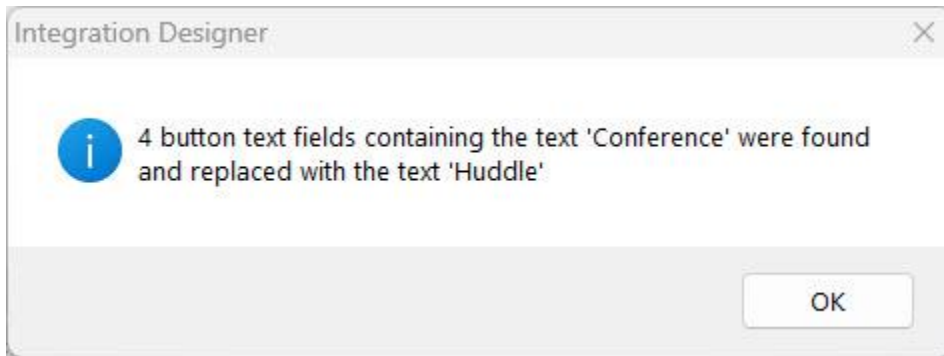 Integration Designer
4 button text fields containing the text 'Conference' were found
and replaced with the text 'Huddle'
OK